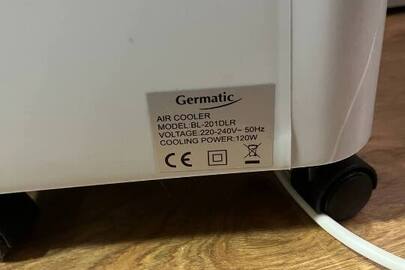 Germatic
AIR COOLER
MODEL:BL-201DLR
VOLTAGE:220-240V~ 50Hz
COOLING POWER:120W
CE